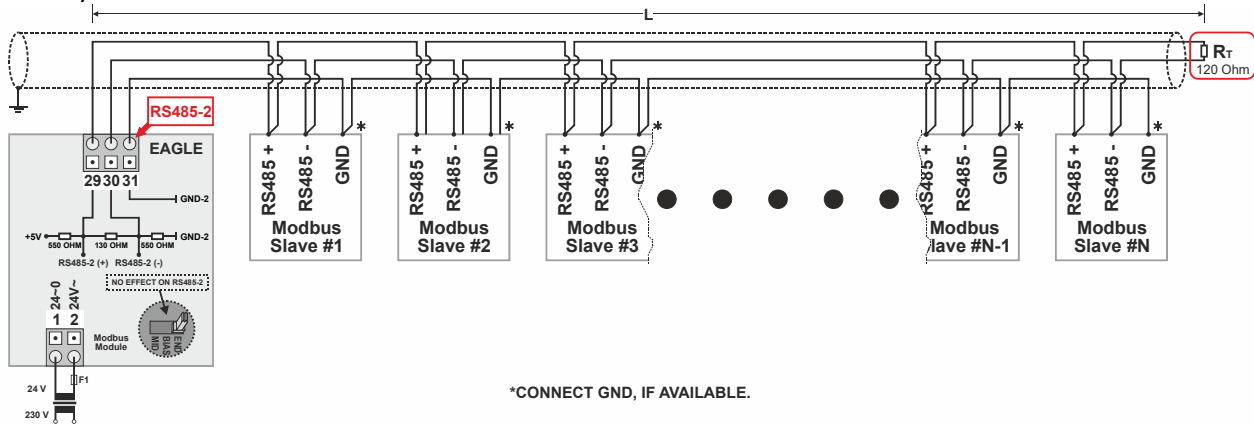 )
L
RT
120 Ohm
RS485-2
EAGLE
29 30 31
GND-2
+5V
GND-2
550 OHM 130 OHM 550 OHM
RS485-2 (+) RS485-2 (-)
NO EFFECT ON RS485-2
24~0
24V~
1 2
Modbus
Module
MID
BIAS
END
F1
24 V
230 V
RS485 +
RS485 -
GND
*
Modbus
Slave #1
RS485 +
RS485 -
GND
*
Modbus
Slave #2
RS485 +
RS485 -
GND
*
Modbus
Slave #3
RS485 +
RS485 -
GND
*
Modbus
lave #N-1
RS485 +
RS485 -
GND
*
Modbus
Slave #N
*CONNECT GND, IF AVAILABLE.